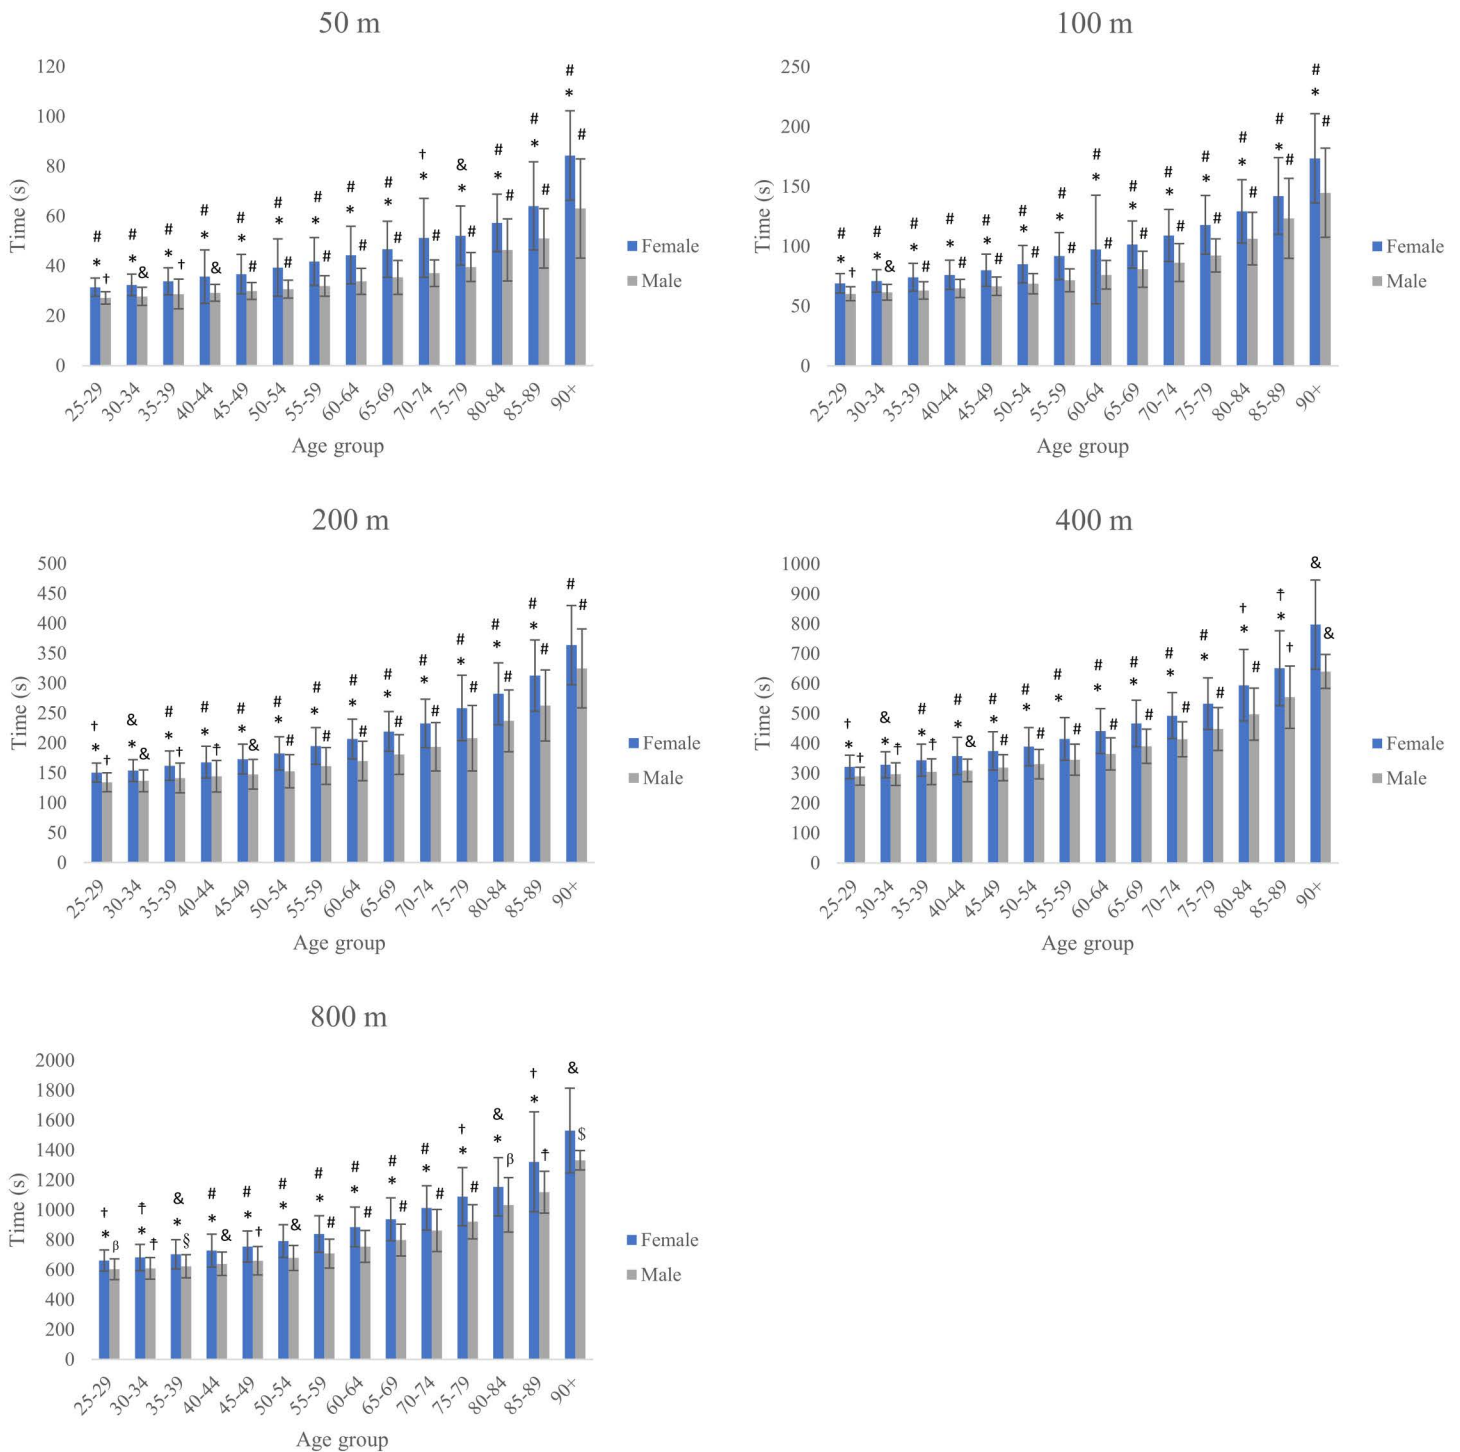 50 m
120
100
80
60
40
20
0
Time (s)
# # # # # # # # # † & # # #
* * * * * * * * * * * * * *
† & † & # # # # # # # # # #
25-29 30-34 35-39 40-44 45-49 50-54 55-59 60-64 65-69 70-74 75-79 80-84 85-89 90+
Age group
Female
Male
100 m
250
200
150
100
50
0
Time (s)
# # # # # # # # # # # # # #
* * * * * * * * * * * * * *
† & # # # # # # # # # # # #
25-29 30-34 35-39 40-44 45-49 50-54 55-59 60-64 65-69 70-74 75-79 80-84 85-89 90+
Age group
Female
Male
200 m
500
450
400
350
300
250
200
150
100
50
0
Time (s)
† & # # # # # # # # # # # #
* * * * * * * * * * * * *
† & † ‡ & # # # # # # # # #
25-29 30-34 35-39 40-44 45-49 50-54 55-59 60-64 65-69 70-74 75-79 80-84 85-89 90+
Age group
Female
Male
400 m
1000
900
800
700
600
500
400
300
200
100
0
Time (s)
† & # # # # # # # # # † ‡ &
* * * * * * * * * * * * *
† ‡ ‡ & # # # # # # # # † &
25-29 30-34 35-39 40-44 45-49 50-54 55-59 60-64 65-69 70-74 75-79 80-84 85-89 90+
Age group
Female
Male
800 m
2000
1800
1600
1400
1200
1000
800
600
400
200
0
Time (s)
† ‡ & # # # # # # # † & † &
* * * * * * * * * * * * *
β ‡ § & † & # # # # # β ‡ $
25-29 30-34 35-39 40-44 45-49 50-54 55-59 60-64 65-69 70-74 75-79 80-84 85-89 90+
Age group
Female
Male